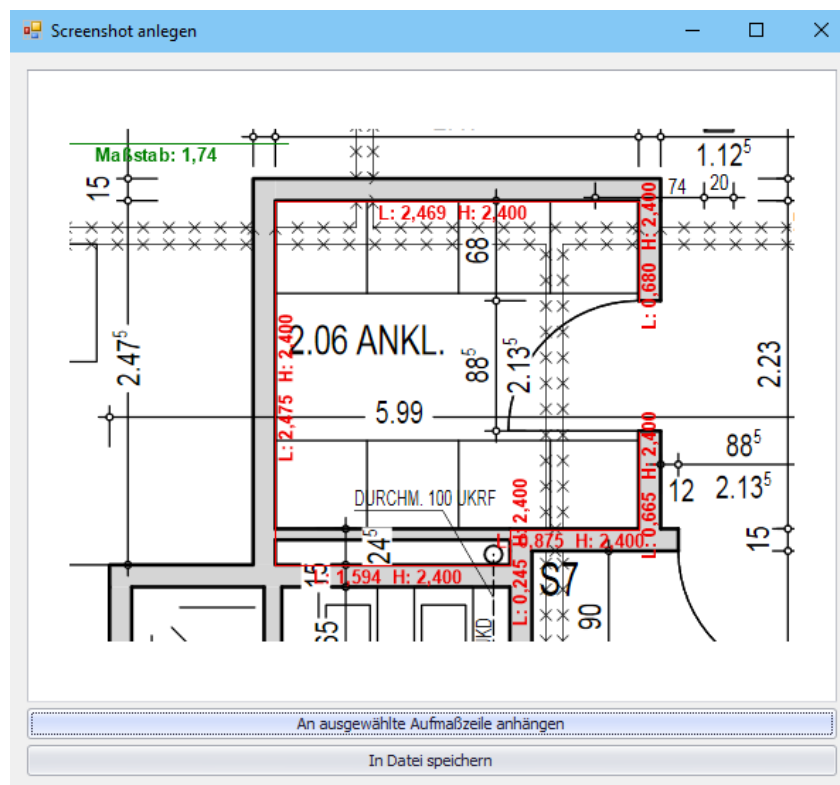 Screenshot anlegen
Maßstab: 1,74
1.12⁵
15
74
20
L: 2,469 H: 2,400
L: 0,680 H: 2,400
68
2.06 ANKL.
2.47⁵
L: 2,475 H: 2,400
88⁵
2.13⁵
2.23
5.99
L: 0,665 H: 2,400
88⁵
12
2.13⁵
DURCHM. 100 UKRF
L: 0,245 H: 2,400
L: 0,875 H: 2,400
15
24⁵
15
L: 1,594 H: 2,400
S7
90
65
UKD
An ausgewählte Aufmaßzeile anhängen
In Datei speichern